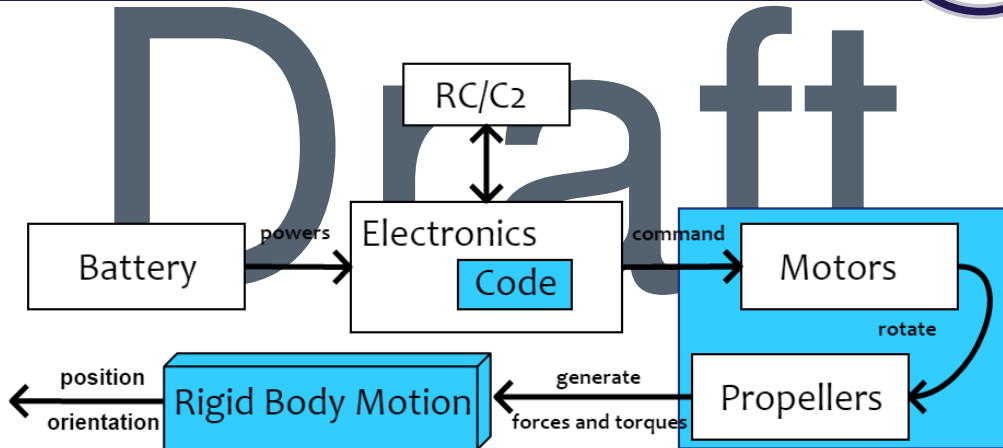 Draft
RC/C2
powers
Electronics
command
Battery
Code
Motors
rotate
position
orientation
Rigid Body Motion
generate
forces and torques
Propellers